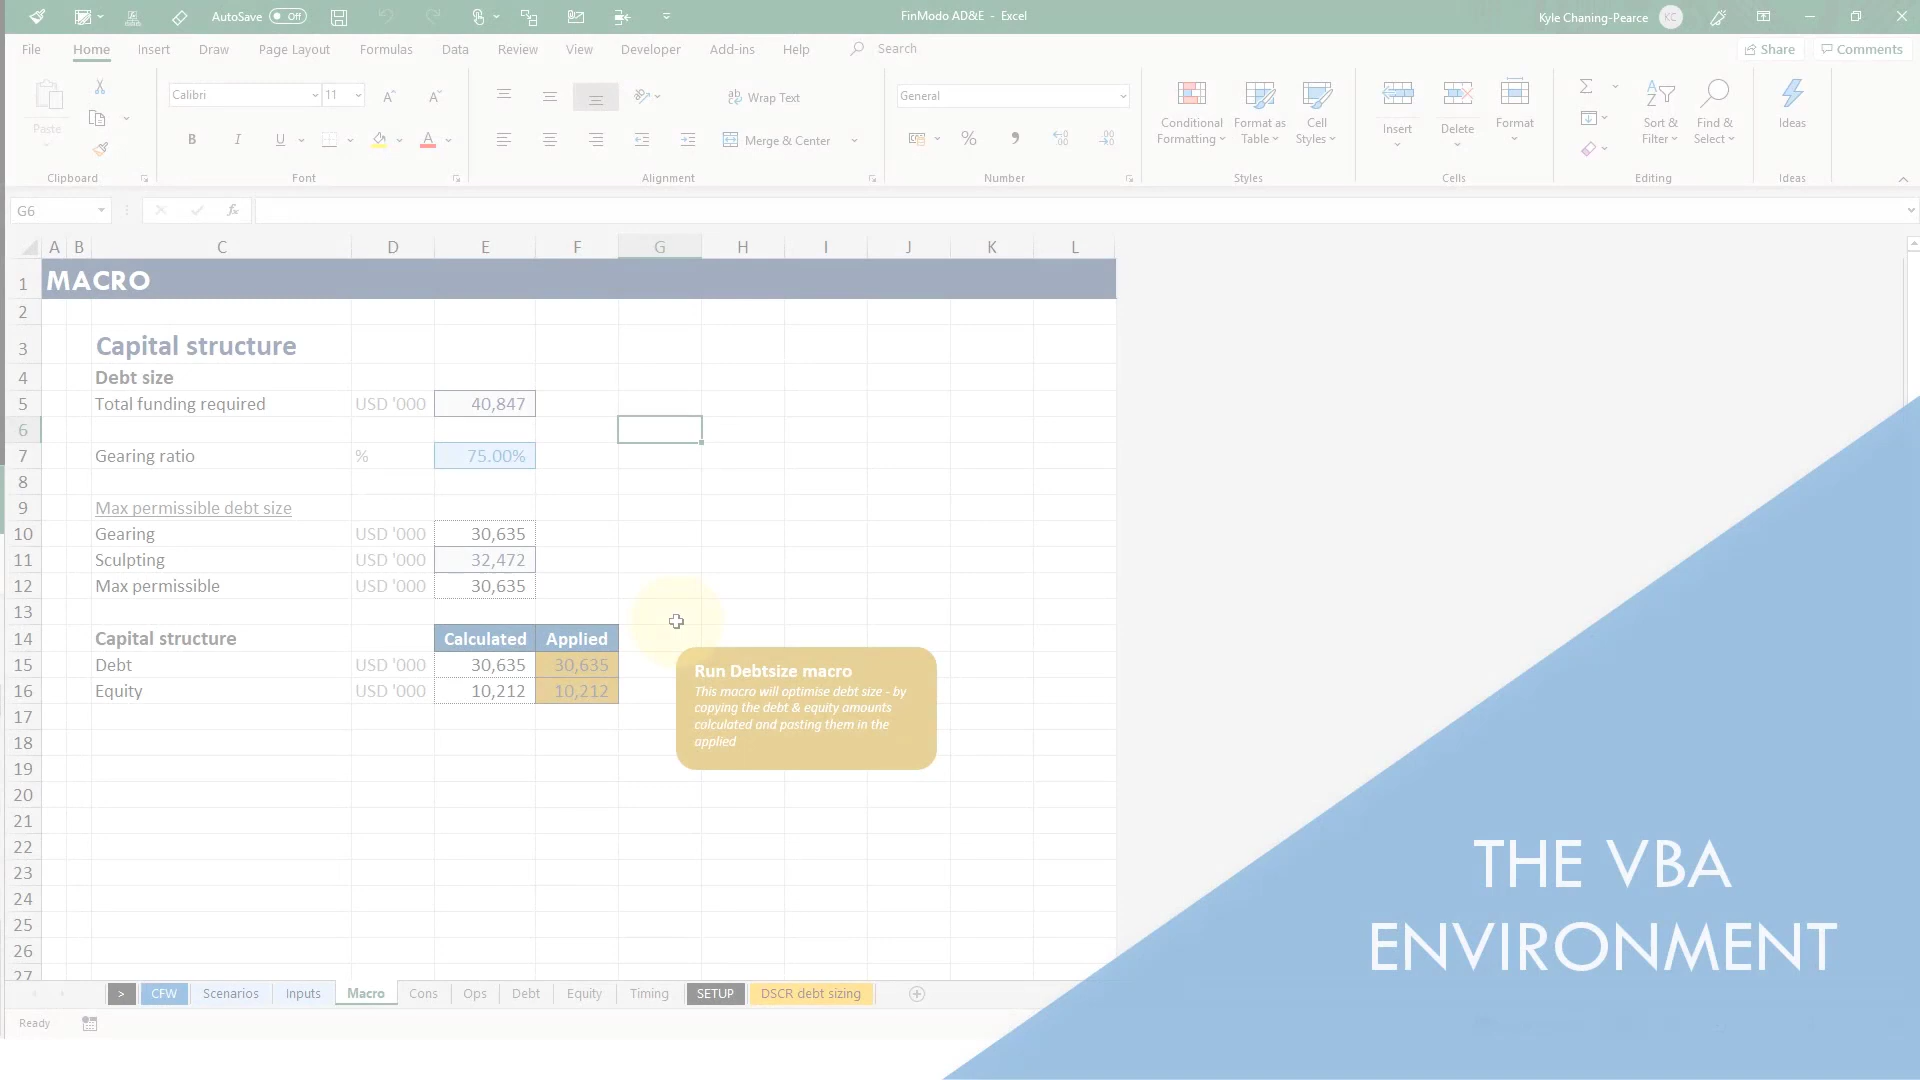 AutoSave Off
FinModo AD&E - Excel
Kyle Chaning-Pearce KC
File Home Insert Draw Page Layout Formulas Data Review View Developer Add-ins Help Search Share Comments
Paste
Calibri 11
Wrap Text
General
B I U
Merge & Center
Conditional Formatting
Format as Table
Cell Styles
Insert
Delete
Format
Sort & Filter
Find & Select
Ideas
Clipboard Font Alignment Number Styles Cells Editing Ideas
G6 fx
A B C D E F G H I J K L
1 MACRO
2
3 Capital structure
4 Debt size
5 Total funding required USD '000 40,847
6
7 Gearing ratio % 75.00%
8
9 Max permissible debt size
10 Gearing USD '000 30,635
11 Sculpting USD '000 32,472
12 Max permissible USD '000 30,635
13
14 Capital structure Calculated Applied
15 Debt USD '000 30,635 30,635
16 Equity USD '000 10,212 10,212
Run Debtsize macro
This macro will optimise debt size - by
copying the debt & equity amounts
calculated and pasting them in the
applied
17
18
19
20
21
22
23
24
25
26
27
THE VBA
ENVIRONMENT
> CFW Scenarios Inputs Macro Cons Ops Debt Equity Timing SETUP DSCR debt sizing
Ready